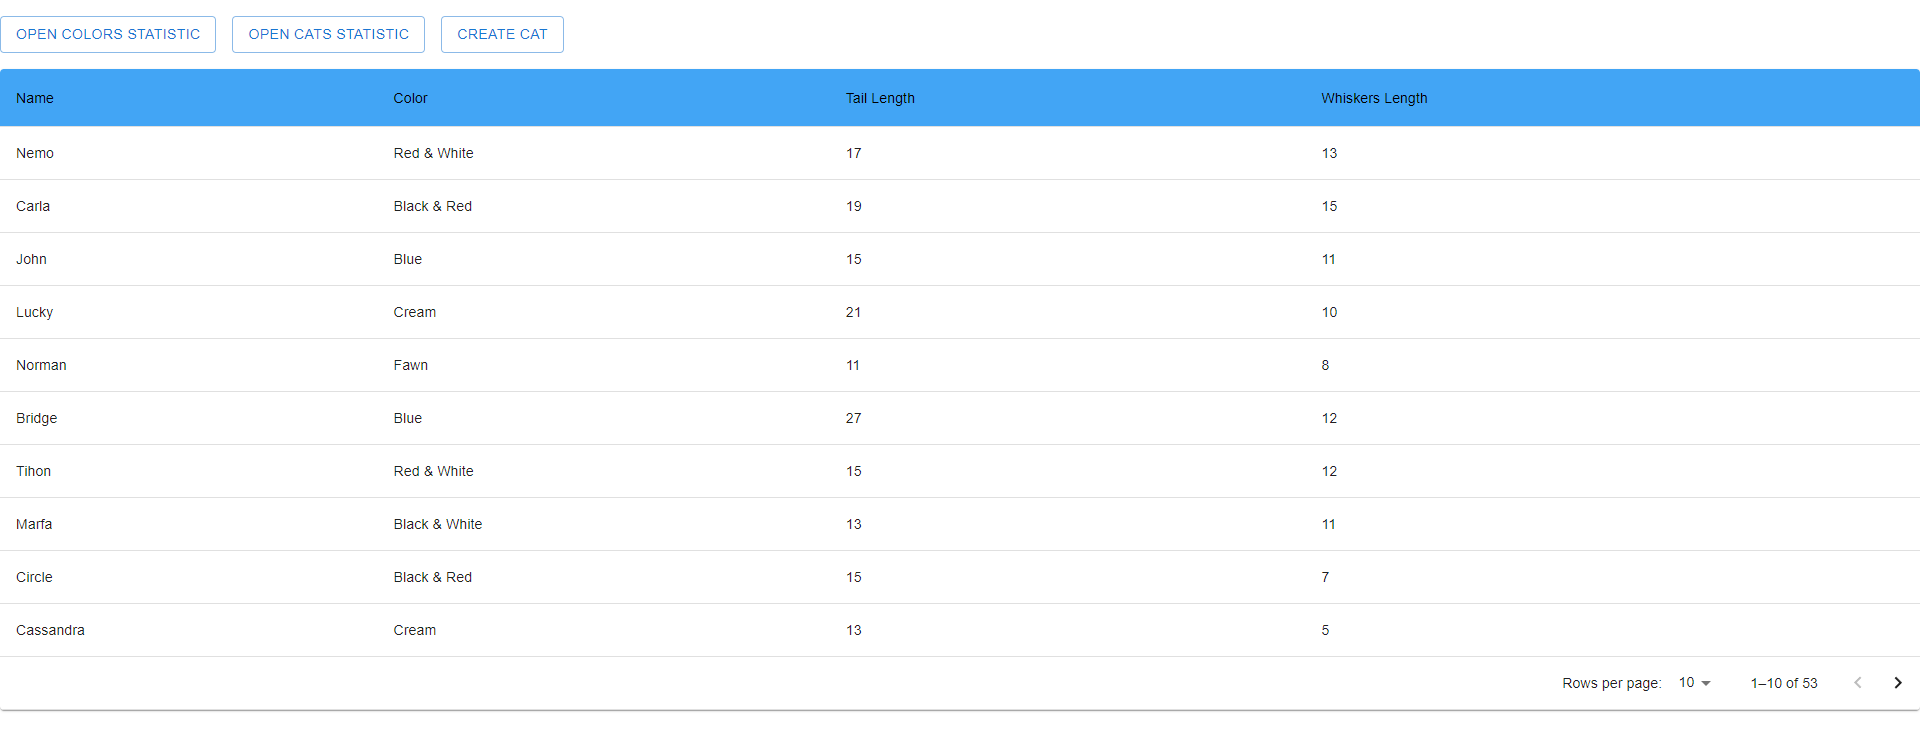 OPEN COLORS STATISTIC OPEN CATS STATISTIC CREATE CAT
Name Color Tail Length Whiskers Length
Nemo Red & White 17 13
Carla Black & Red 19 15
John Blue 15 11
Lucky Cream 21 10
Norman Fawn 11 8
Bridge Blue 27 12
Tihon Red & White 15 12
Marfa Black & White 13 11
Circle Black & Red 15 7
Cassandra Cream 13 5
Rows per page: 10 1–10 of 53